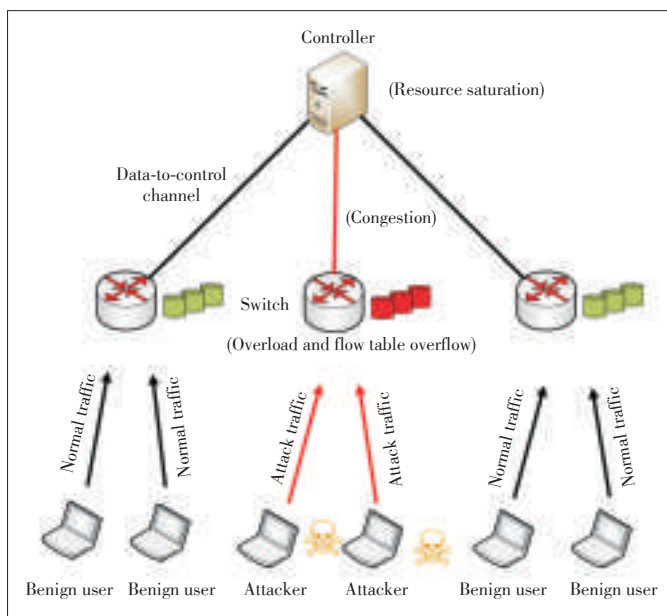 Controller
(Resource saturation)
Data-to-control
channel
(Congestion)
Switch
(Overload and flow table overflow)
Normal traffic
Normal traffic
Attack traffic
Attack traffic
Normal traffic
Normal traffic
Benign user
Benign user
Attacker
Attacker
Benign user
Benign user